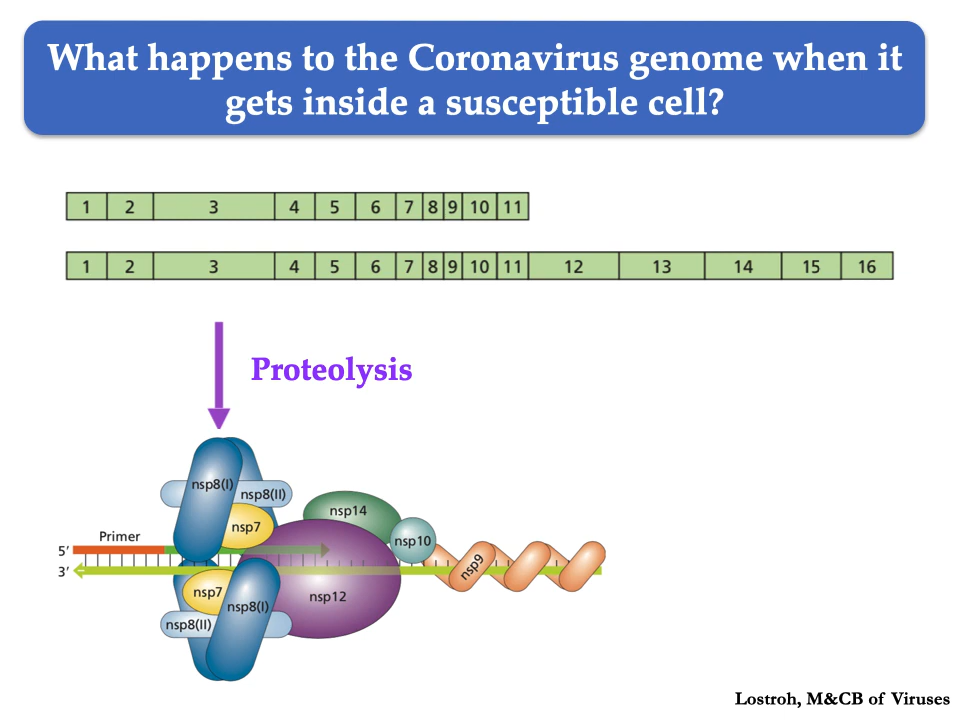 What happens to the Coronavirus genome when it
gets inside a susceptible cell?
1 2 3 4 5 6 7 8 9 10 11
1 2 3 4 5 6 7 8 9 10 11 12 13 14 15 16
Proteolysis
nsp8(I)
nsp8(II)
nsp14
nsp7
Primer
nsp10
5′
3′
nsp9
nsp7
nsp12
nsp8(I)
nsp8(II)
Lostroh, M&CB of Viruses